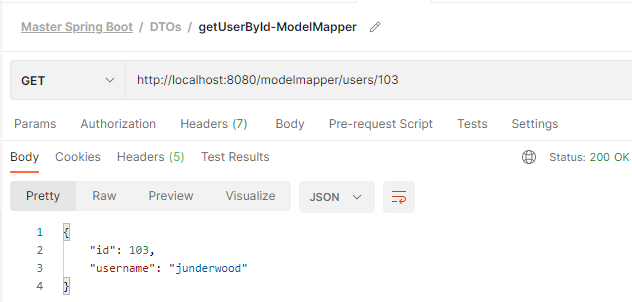 Master Spring Boot / DTOs / getUserById-ModelMapper
GET http://localhost:8080/modelmapper/users/103
Params Authorization Headers (7) Body Pre-request Script Tests Settings
Body Cookies Headers (5) Test Results Status: 200 OK
Pretty Raw Preview Visualize JSON
1 {
2 "id": 103,
3 "username": "junderwood"
4 }